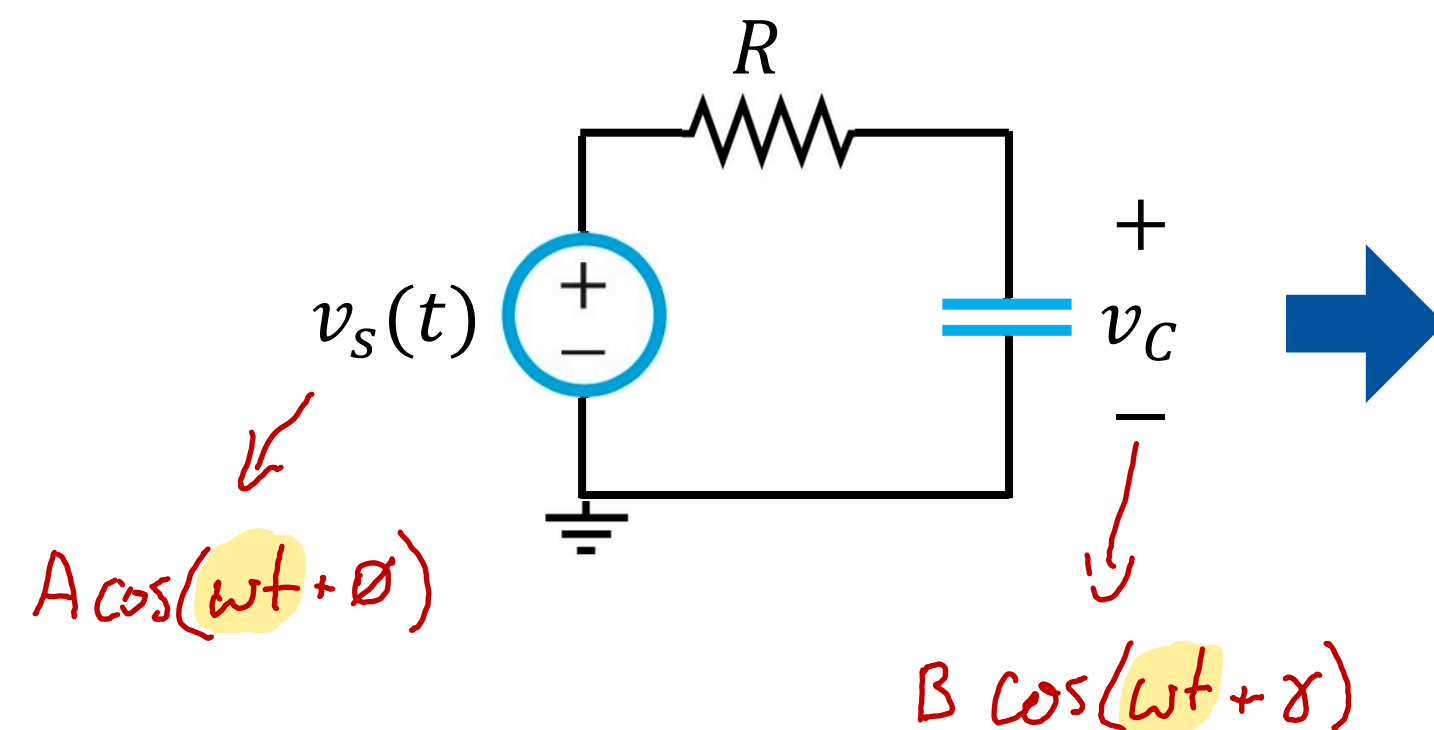 R
+
v_s(t)
+
−
v_C
−
A cos(ωt + ø)
B cos(ωt + γ)